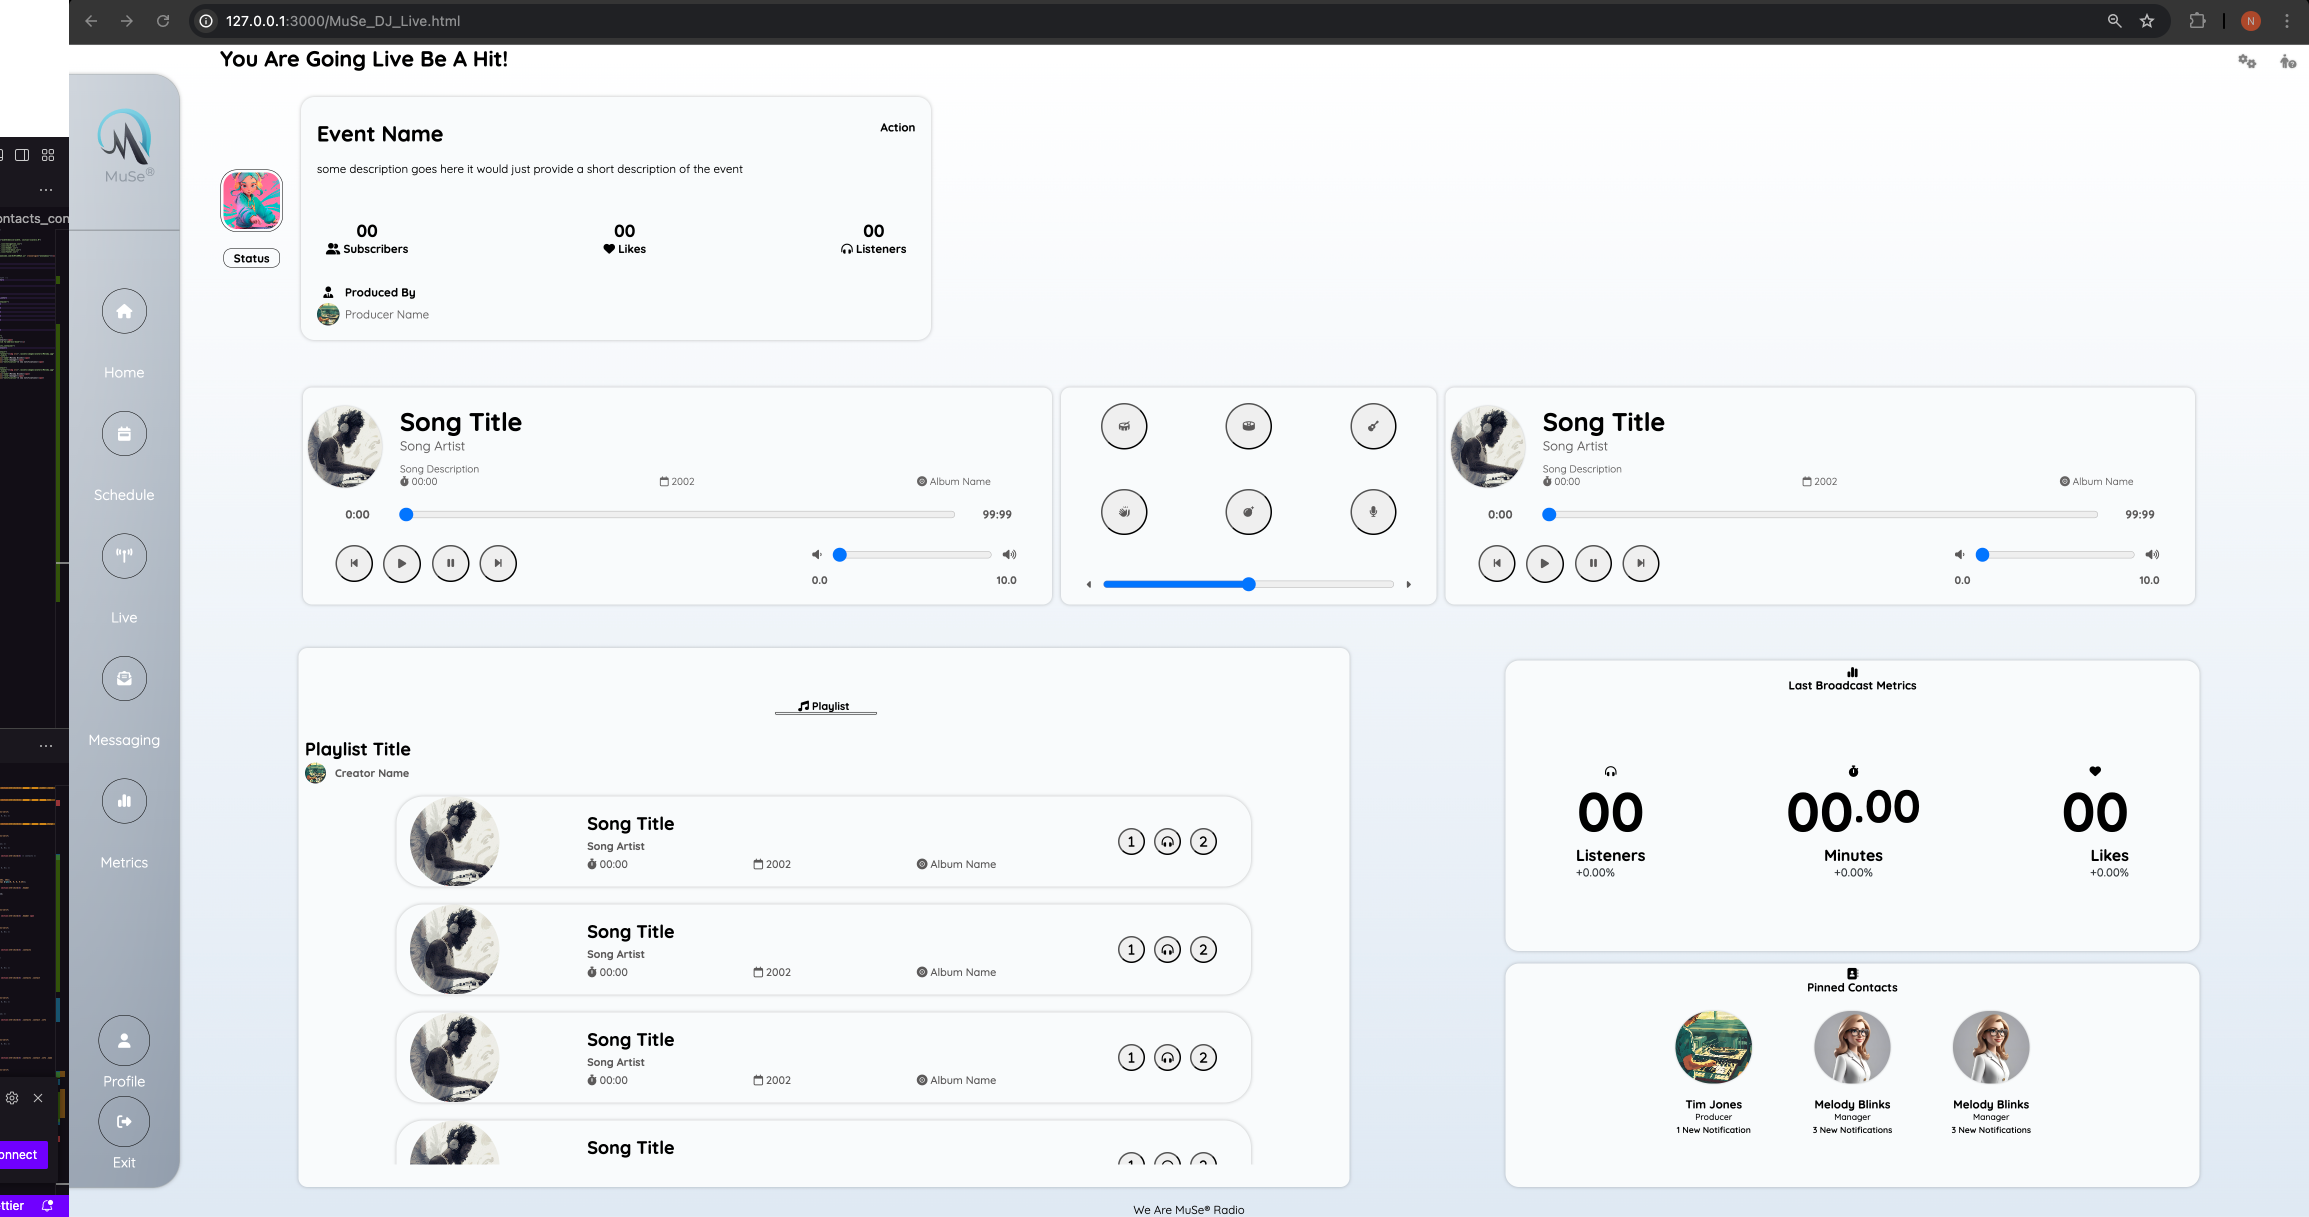 127.0.0.1:3000/MuSe_DJ_Live.html
N
You Are Going Live Be A Hit!
MuSe®
Home
Schedule
Live
Messaging
Metrics
Profile
Exit
ontacts_con
onnect
ttier
Status
Event Name
Action
some description goes here it would just provide a short description of the event
00 00 00
Subscribers Likes Listeners
Produced By
Producer Name
Song Title
Song Artist
Song Description
00:00 2002 Album Name
0:00 99:99
0.0 10.0
Song Title
Song Artist
Song Description
00:00 2002 Album Name
0:00 99:99
0.0 10.0
Playlist
Playlist Title
Creator Name
Song Title
Song Artist
00:00 2002 Album Name
1 2
Song Title
Song Artist
00:00 2002 Album Name
1 2
Song Title
Song Artist
00:00 2002 Album Name
1 2
Song Title
1 2
Last Broadcast Metrics
00 00.00 00
Listeners Minutes Likes
+0.00% +0.00% +0.00%
Pinned Contacts
Tim Jones Melody Blinks Melody Blinks
Producer Manager Manager
1 New Notification 3 New Notifications 3 New Notifications
We Are MuSe® Radio